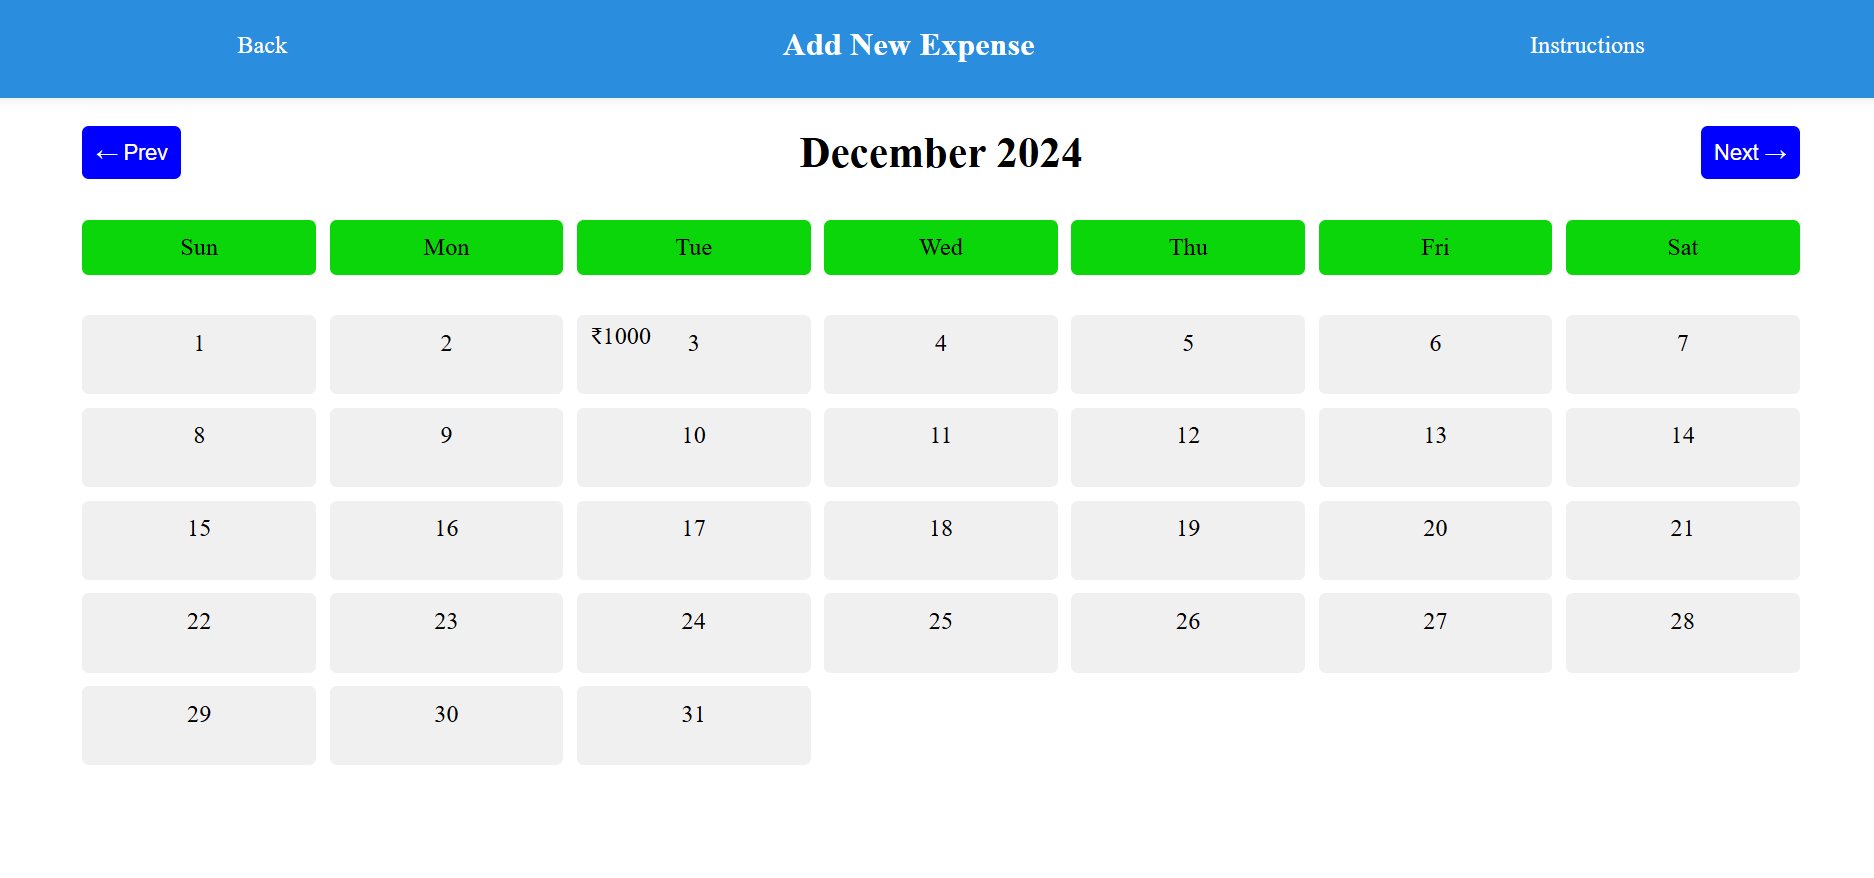 Back Add New Expense Instructions
← Prev December 2024 Next →
Sun Mon Tue Wed Thu Fri Sat
1 2 ₹1000 3 4 5 6 7
8 9 10 11 12 13 14
15 16 17 18 19 20 21
22 23 24 25 26 27 28
29 30 31